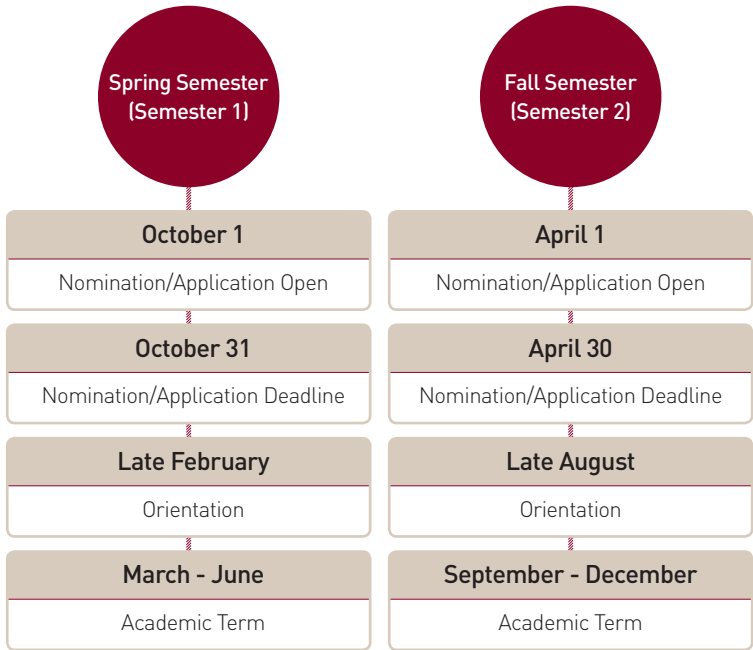 Spring Semester
(Semester 1)
October 1
Nomination/Application Open
October 31
Nomination/Application Deadline
Late February
Orientation
March - June
Academic Term
Fall Semester
(Semester 2)
April 1
Nomination/Application Open
April 30
Nomination/Application Deadline
Late August
Orientation
September - December
Academic Term